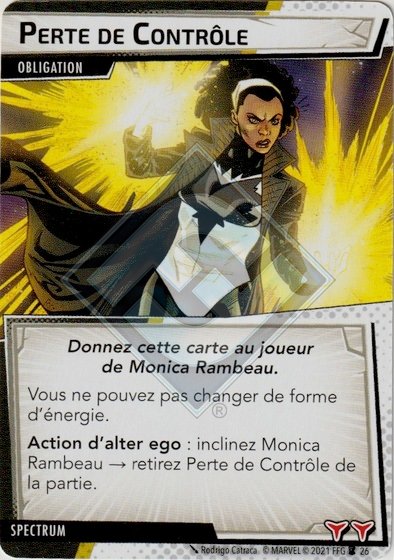 Perte de Contrôle
OBLIGATION
Donnez cette carte au joueur
de Monica Rambeau.
Vous ne pouvez pas changer de forme
d'énergie.
Action d'alter ego : inclinez Monica
Rambeau → retirez Perte de Contrôle de
la partie.
SPECTRUM
Rodrigo Catraca © MARVEL © 2021 FFG 26